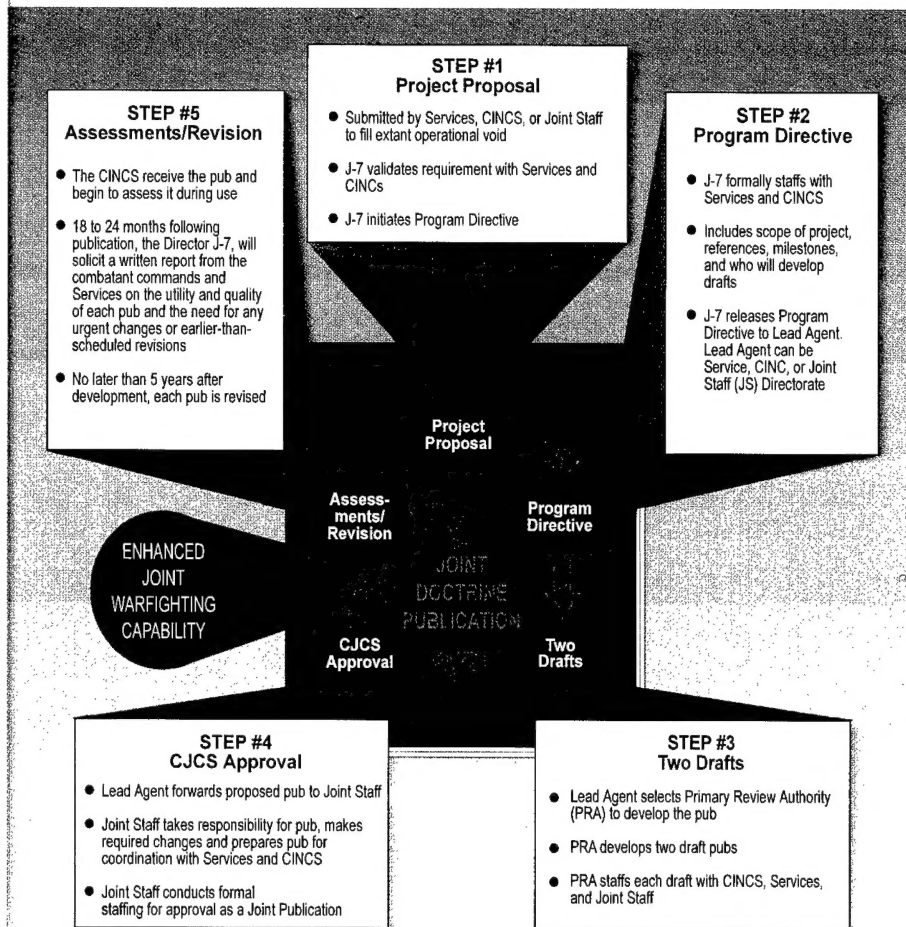 STEP #1
Project Proposal
● Submitted by Services, CINCS, or Joint Staff
to fill extant operational void
● J-7 validates requirement with Services and
CINCs
● J-7 initiates Program Directive
STEP #5
Assessments/Revision
● The CINCS receive the pub and
begin to assess it during use
● 18 to 24 months following
publication, the Director J-7, will
solicit a written report from the
combatant commands and
Services on the utility and quality
of each pub and the need for any
urgent changes or earlier-than-
scheduled revisions
● No later than 5 years after
development, each pub is revised
STEP #2
Program Directive
● J-7 formally staffs with
Services and CINCS
● Includes scope of project,
references, milestones,
and who will develop
drafts
● J-7 releases Program
Directive to Lead Agent.
Lead Agent can be
Service, CINC, or Joint
Staff (JS) Directorate
Project
Proposal
Assess-
ments/
Revision
Program
Directive
JOINT
DOCTRINE
PUBLICATION
CJCS
Approval
Two
Drafts
ENHANCED
JOINT
WARFIGHTING
CAPABILITY
STEP #4
CJCS Approval
● Lead Agent forwards proposed pub to Joint Staff
● Joint Staff takes responsibility for pub, makes
required changes and prepares pub for
coordination with Services and CINCS
● Joint Staff conducts formal
staffing for approval as a Joint Publication
STEP #3
Two Drafts
● Lead Agent selects Primary Review Authority
(PRA) to develop the pub
● PRA develops two draft pubs
● PRA staffs each draft with CINCS, Services,
and Joint Staff